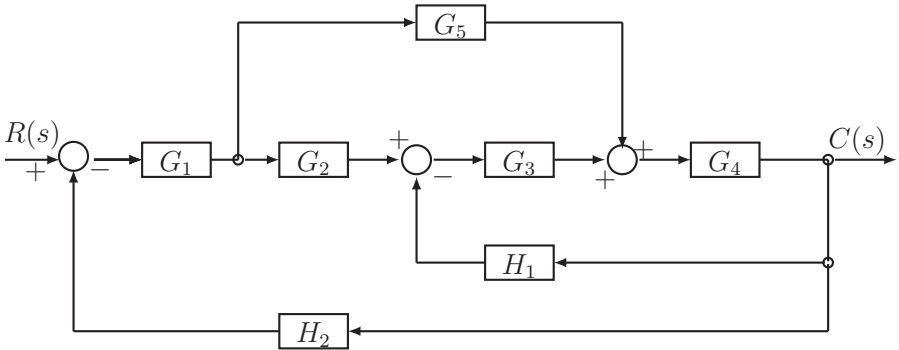 G₅
R(s) + − G₁ G₂ + − G₃ + + G₄ C(s)
H₁
H₂